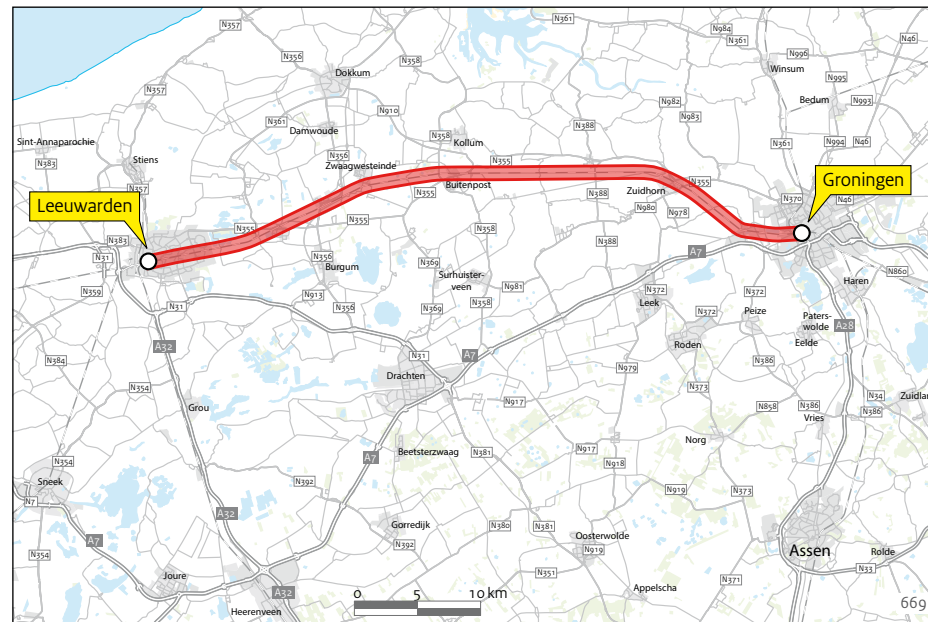 N357
N358
N361
N984
N361
N46
N356
N996
Winsum
Dokkum
N995
N357
N910
N982
Bedum
N993
N361
Damwoude
N983
N388
Sint-Annaparochie
N358
Kollum
N361
N994
N46
N383
Stiens
N356
Zwaagwesteinde
N355
N355
Buitenpost
N355
Zuidhorn
N355
N357
N388
Groningen
Leeuwarden
N370
N46
N980
N978
N355
N355
N358
N383
N388
A7
N31
N356
N369
Burgum
Surhuister-
veen
N860
N359
N913
N981
N372
Leek
N372
Haren
N31
N356
N369
N358
N372
Peize
Paters-
wolde
A28
Eelde
A32
Roden
N31
A7
N384
Drachten
N386
N979
N354
N373
N34
Grou
N917
N858
N386
N386
Zuidlar
Vries
Norg
A7
Beetsterzwaag
N381
N917
N354
N918
Sneek
N392
N919
N373
N7
A32
Gorredijk
N380
N381
A7
N392
Oosterwolde
N919
Assen
Rolde
N354
Joure
N351
N371
N33
A32
Appelscha
0 5 10 km
Heerenveen
669